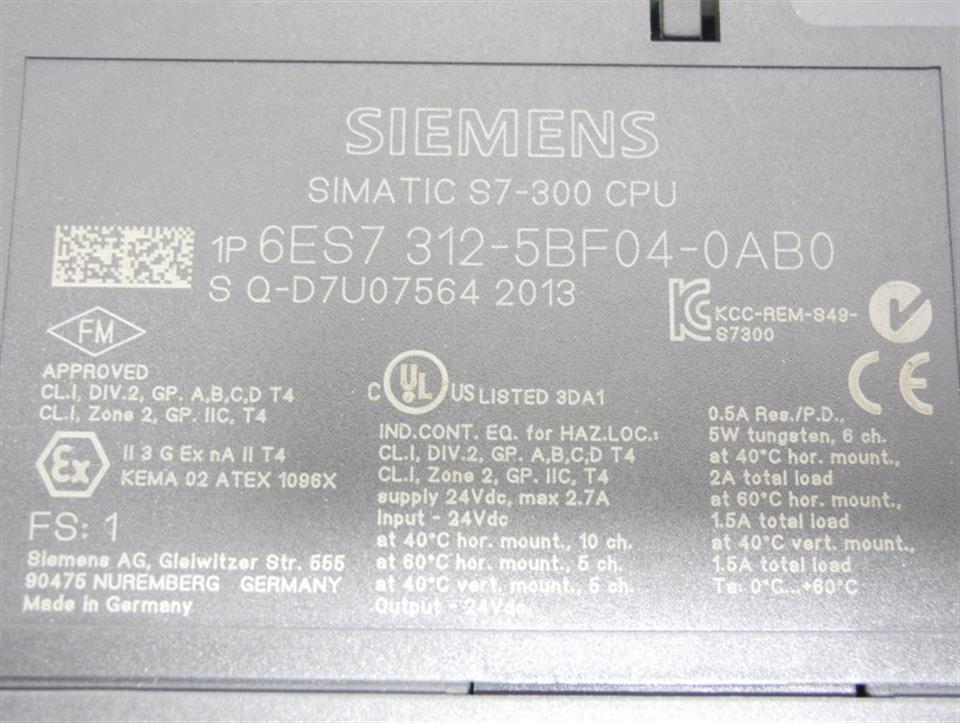 SIEMENS
SIMATIC S7-300 CPU
1P 6ES7 312-5BF04-0AB0
S Q-D7U07564 2013
KCC-REM-S49-
S7300
FM
APPROVED
CL.I, DIV.2, GP. A,B,C,D T4
CL.I, Zone 2, GP. IIC, T4
Ex
II 3 G Ex nA II T4
KEMA 02 ATEX 1096X
FS: 1
Siemens AG, Gleiwitzer Str. 555
90475 NUREMBERG GERMANY
Made in Germany
C UL US LISTED 3DA1
IND.CONT. EQ. for HAZ.LOC.:
CL.I, DIV.2, GP. A,B,C,D T4
CL.I, Zone 2, GP. IIC, T4
supply 24Vdc, max 2.7A
Input - 24Vdc
at 40°C hor. mount., 10 ch.
at 60°C hor. mount., 5 ch.
at 40°C vert. mount., 5 ch.
Output - 24Vdc
CE
0.5A Res./P.D.,
5W tungsten, 6 ch.
at 40°C hor. mount.,
2A total load
at 60°C hor. mount.,
1.5A total load
at 40°C vert. mount.,
1.5A total load
Ta: 0°C...+60°C